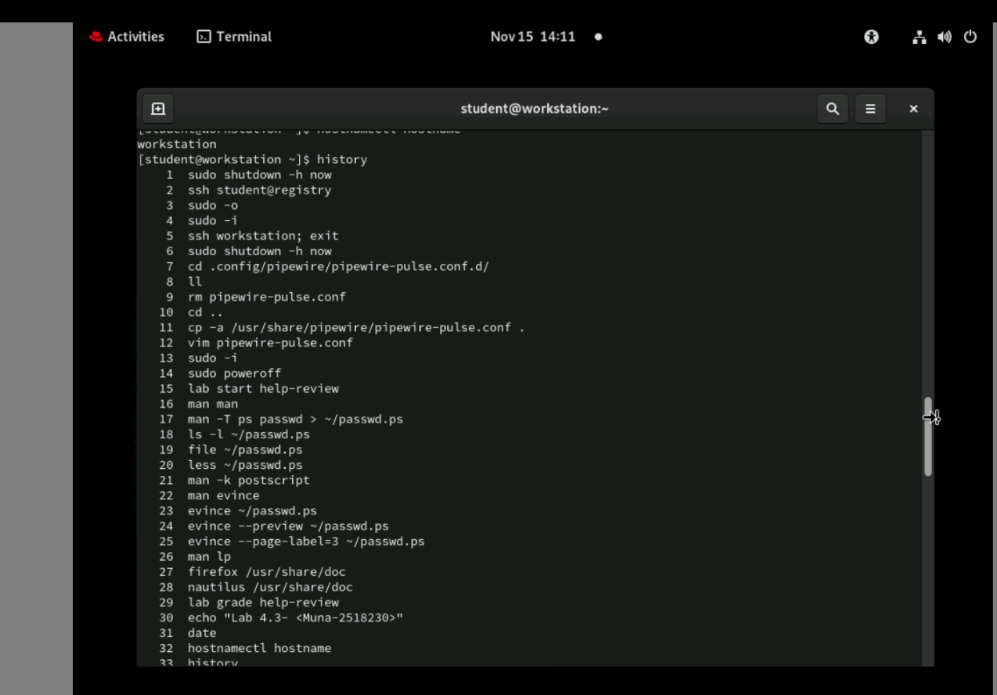 Activities Terminal Nov 15 14:11
student@workstation:~
[student@workstation ~]$ hostnamectl hostname
workstation
[student@workstation ~]$ history
1 sudo shutdown -h now
2 ssh student@registry
3 sudo -o
4 sudo -i
5 ssh workstation; exit
6 sudo shutdown -h now
7 cd .config/pipewire/pipewire-pulse.conf.d/
8 ll
9 rm pipewire-pulse.conf
10 cd ..
11 cp -a /usr/share/pipewire/pipewire-pulse.conf .
12 vim pipewire-pulse.conf
13 sudo -i
14 sudo poweroff
15 lab start help-review
16 man man
17 man -T ps passwd > ~/passwd.ps
18 ls -l ~/passwd.ps
19 file ~/passwd.ps
20 less ~/passwd.ps
21 man -k postscript
22 man evince
23 evince ~/passwd.ps
24 evince --preview ~/passwd.ps
25 evince --page-label=3 ~/passwd.ps
26 man lp
27 firefox /usr/share/doc
28 nautilus /usr/share/doc
29 lab grade help-review
30 echo "Lab 4.3- <Muna-2518230>"
31 date
32 hostnamectl hostname
33 history